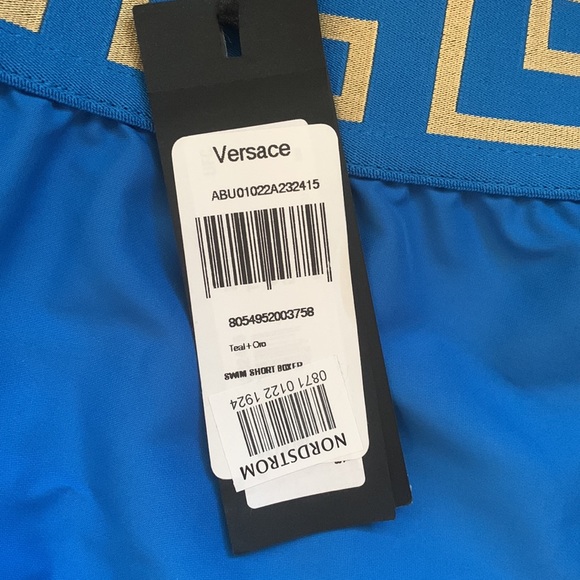 Versace
ABU01022A232415
8054952003758
Teal + Oro
SWIM SHORT BOXER
0871 0122 1924
NORDSTROM